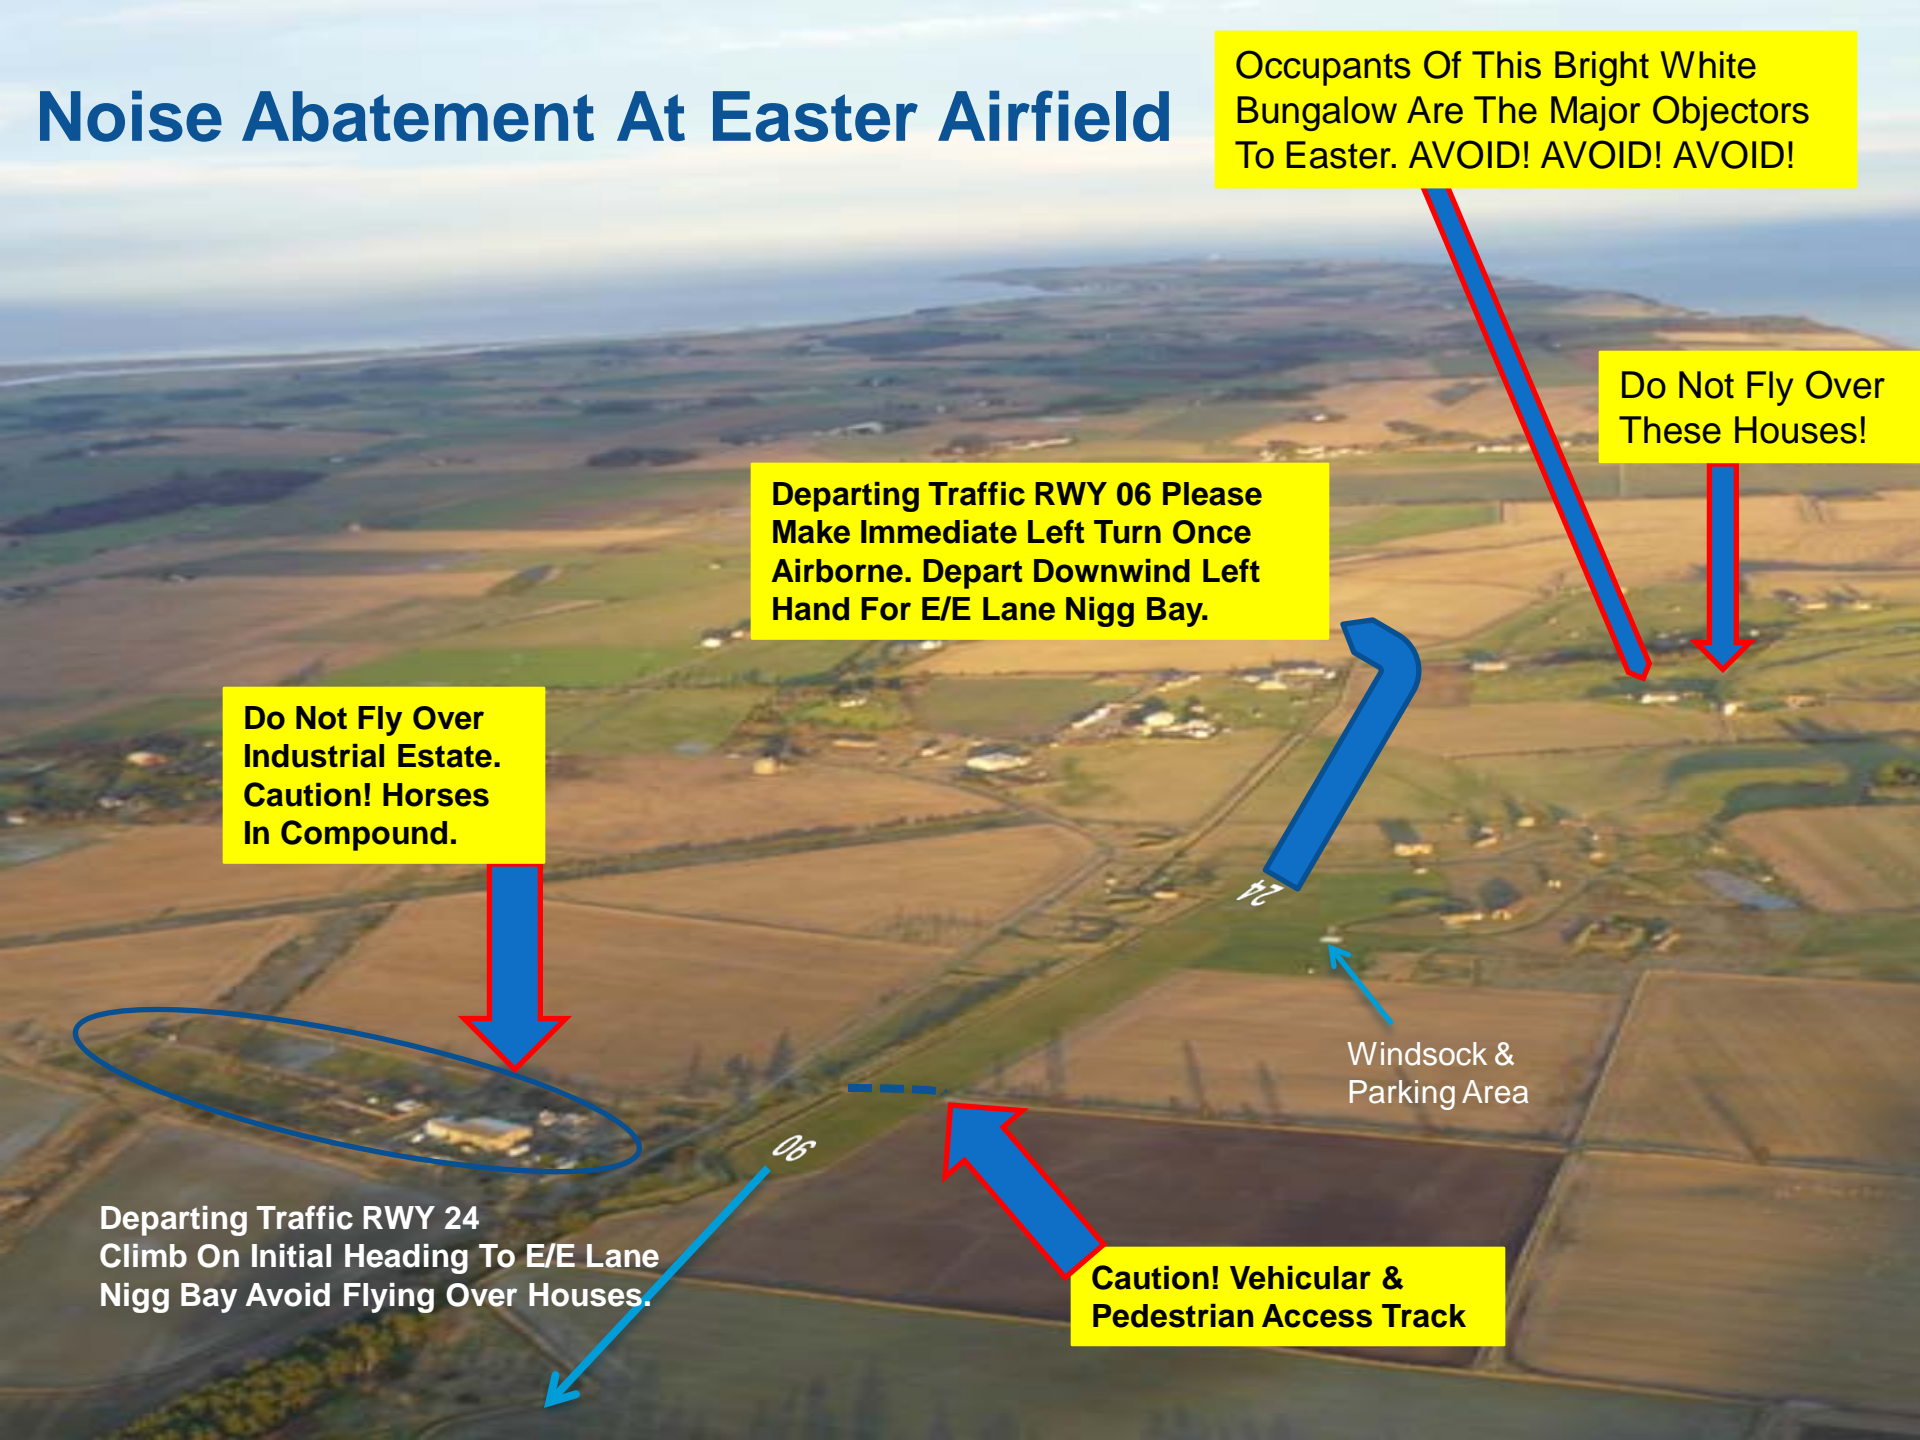 Noise Abatement At Easter Airfield
Occupants Of This Bright White
Bungalow Are The Major Objectors
To Easter. AVOID! AVOID! AVOID!
Do Not Fly Over
These Houses!
Departing Traffic RWY 06 Please
Make Immediate Left Turn Once
Airborne. Depart Downwind Left
Hand For E/E Lane Nigg Bay.
Do Not Fly Over
Industrial Estate.
Caution! Horses
In Compound.
24
Windsock &
Parking Area
06
Departing Traffic RWY 24
Climb On Initial Heading To E/E Lane
Nigg Bay Avoid Flying Over Houses.
Caution! Vehicular &
Pedestrian Access Track